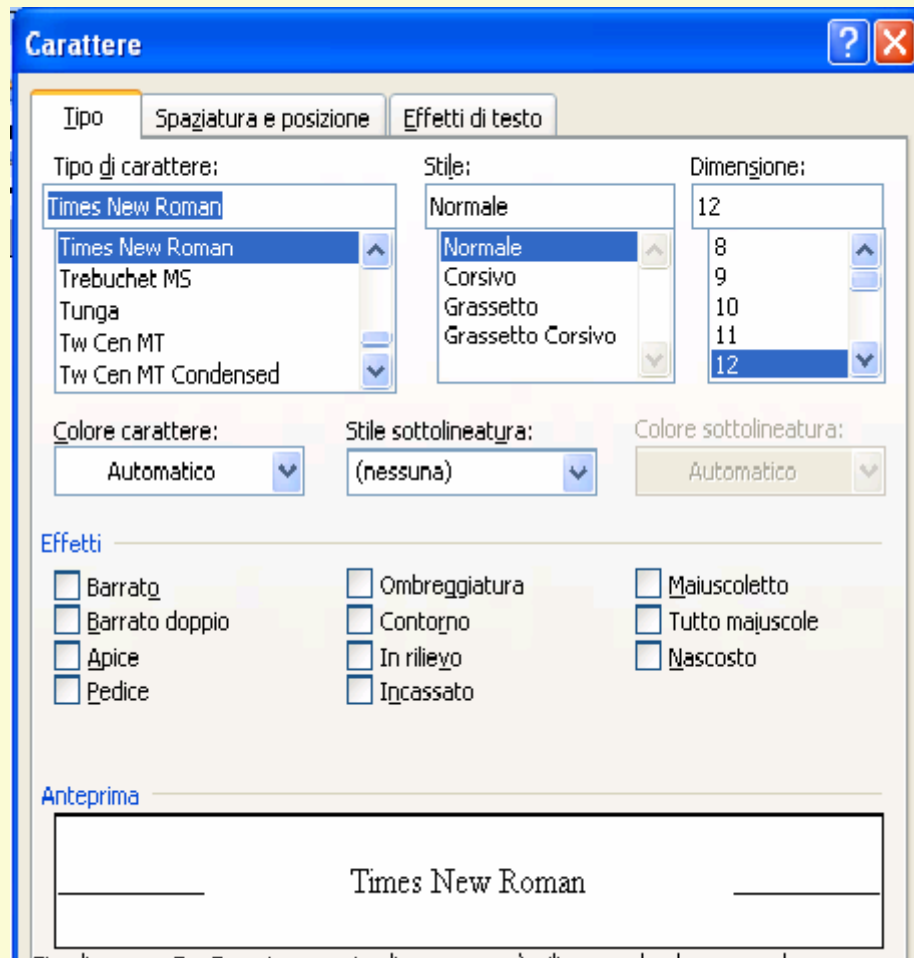 Carattere
Tipo
Spaziatura e posizione
Effetti di testo
Tipo di carattere:
Times New Roman
Times New Roman
Trebuchet MS
Tunga
Tw Cen MT
Tw Cen MT Condensed
Stile:
Normale
Normale
Corsivo
Grassetto
Grassetto Corsivo
Dimensione:
12
8
9
10
11
12
Colore carattere:
Automatico
Stile sottolineatura:
(nessuna)
Colore sottolineatura:
Automatico
Effetti
Barrato
Barrato doppio
Apice
Pedice
Ombreggiatura
Contorno
In rilievo
Incassato
Maiuscoletto
Tutto maiuscole
Nascosto
Anteprima
Times New Roman